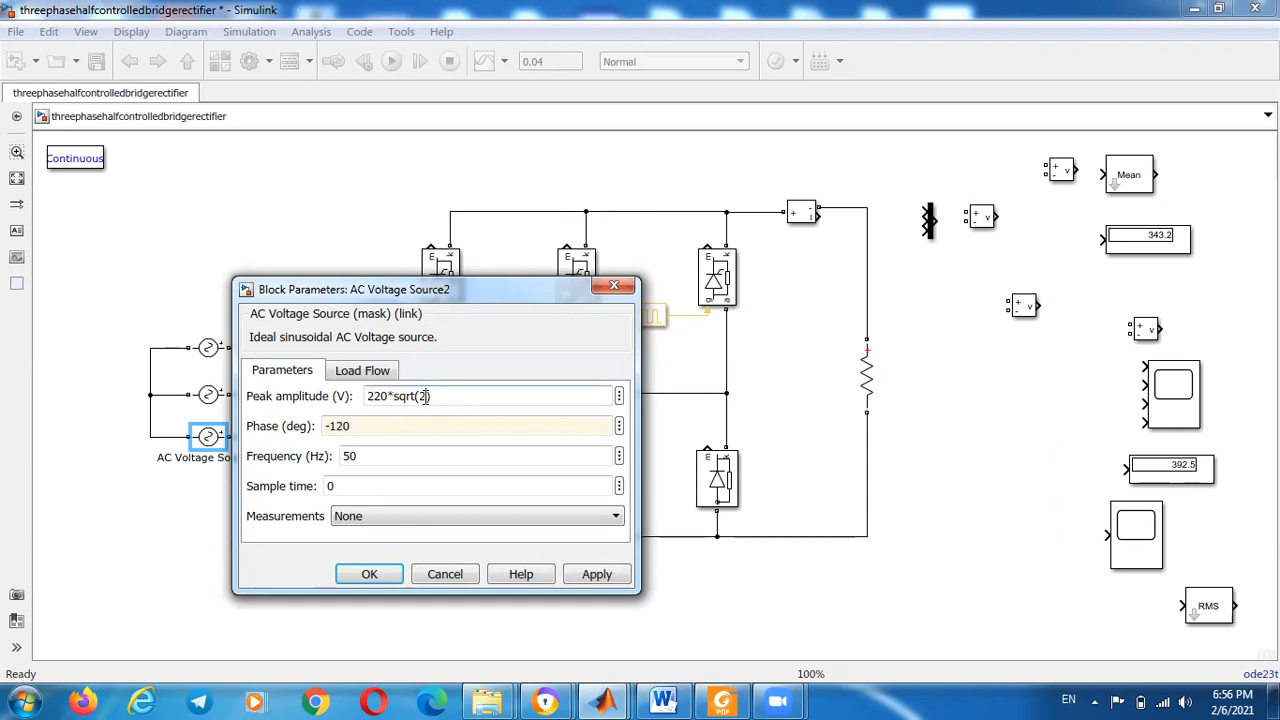 threephasehalfcontrolledbridgerectifier * - Simulink
File Edit View Display Diagram Simulation Analysis Code Tools Help
0.04 Normal
threephasehalfcontrolledbridgerectifier
threephasehalfcontrolledbridgerectifier
Continuous
+ - v
Mean
+ - i
+ - v
343.2
m k
m k
m k
g a
Block Parameters: AC Voltage Source2
AC Voltage Source (mask) (link)
Ideal sinusoidal AC Voltage source.
+ - v
+ - v
Parameters Load Flow
Peak amplitude (V): 220*sqrt(2)
Phase (deg): -120
Frequency (Hz): 50
AC Voltage So
m k
392.5
Sample time: 0
Measurements None
OK Cancel Help Apply
RMS
Ready 100% ode23t
EN 6:56 PM
2/6/2021
PDF